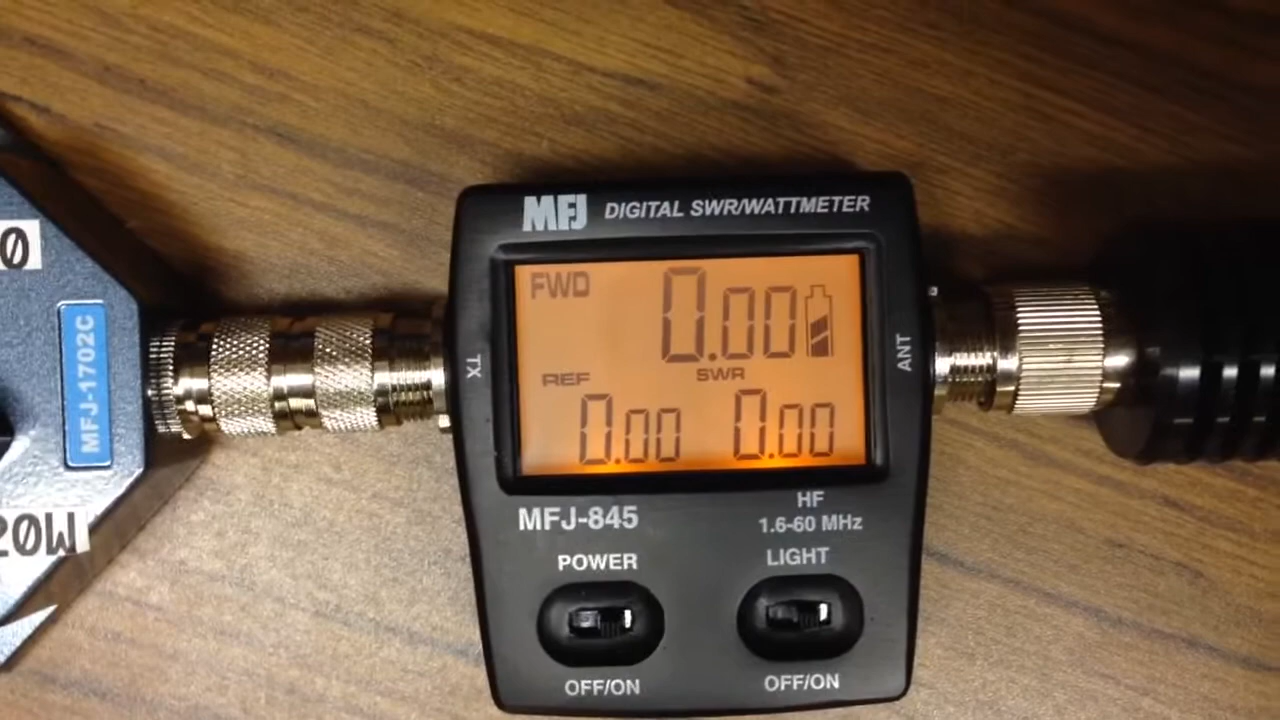 MFJ DIGITAL SWR/WATTMETER
FWD 0.00
REF SWR
0.00 0.00
TX
ANT
MFJ-845
HF
1.6-60 MHz
POWER
LIGHT
OFF/ON
OFF/ON
MFJ-1702C
0
20W